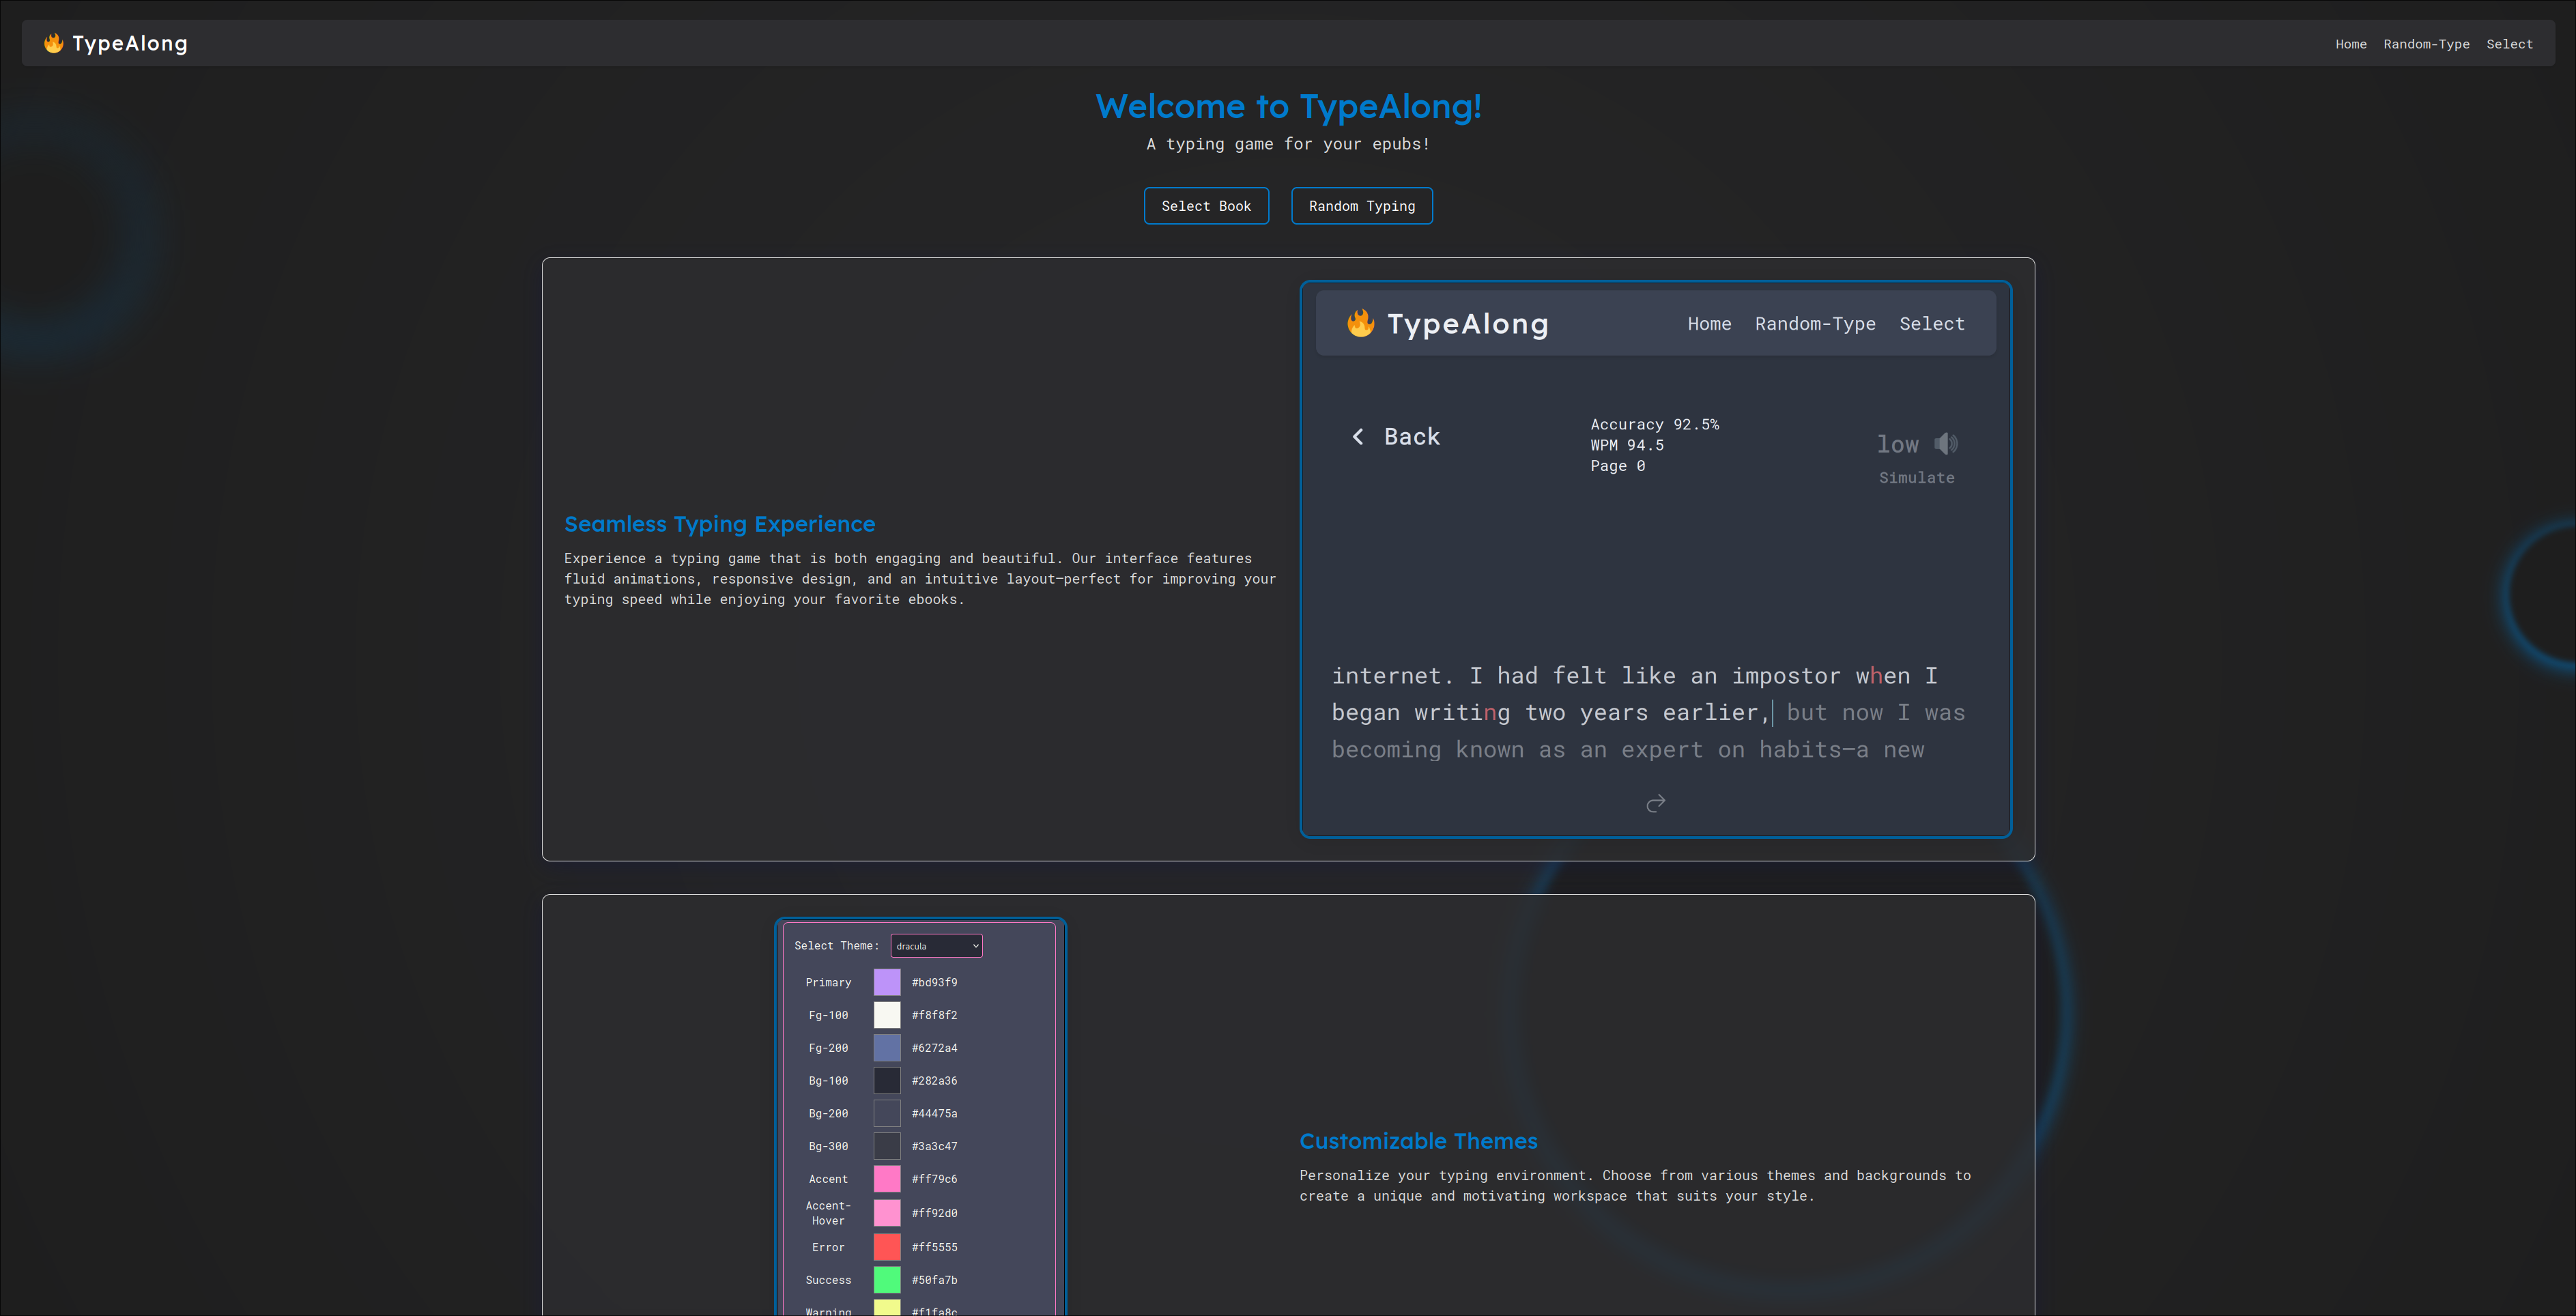 TypeAlong
Home Random-Type Select
Welcome to TypeAlong!
A typing game for your epubs!
Select Book
Random Typing
Seamless Typing Experience
Experience a typing game that is both engaging and beautiful. Our interface features
fluid animations, responsive design, and an intuitive layout—perfect for improving your
typing speed while enjoying your favorite ebooks.
TypeAlong
Home Random-Type Select
Back
Accuracy 92.5%
WPM 94.5
Page 0
low
Simulate
internet. I had felt like an impostor when I
began writing two years earlier, but now I was
becoming known as an expert on habits—a new
Select Theme: dracula
Primary #bd93f9
Fg-100 #f8f8f2
Fg-200 #6272a4
Bg-100 #282a36
Bg-200 #44475a
Bg-300 #3a3c47
Accent #ff79c6
Accent-
Hover #ff92d0
Error #ff5555
Success #50fa7b
Warning #f1fa8c
Customizable Themes
Personalize your typing environment. Choose from various themes and backgrounds to
create a unique and motivating workspace that suits your style.